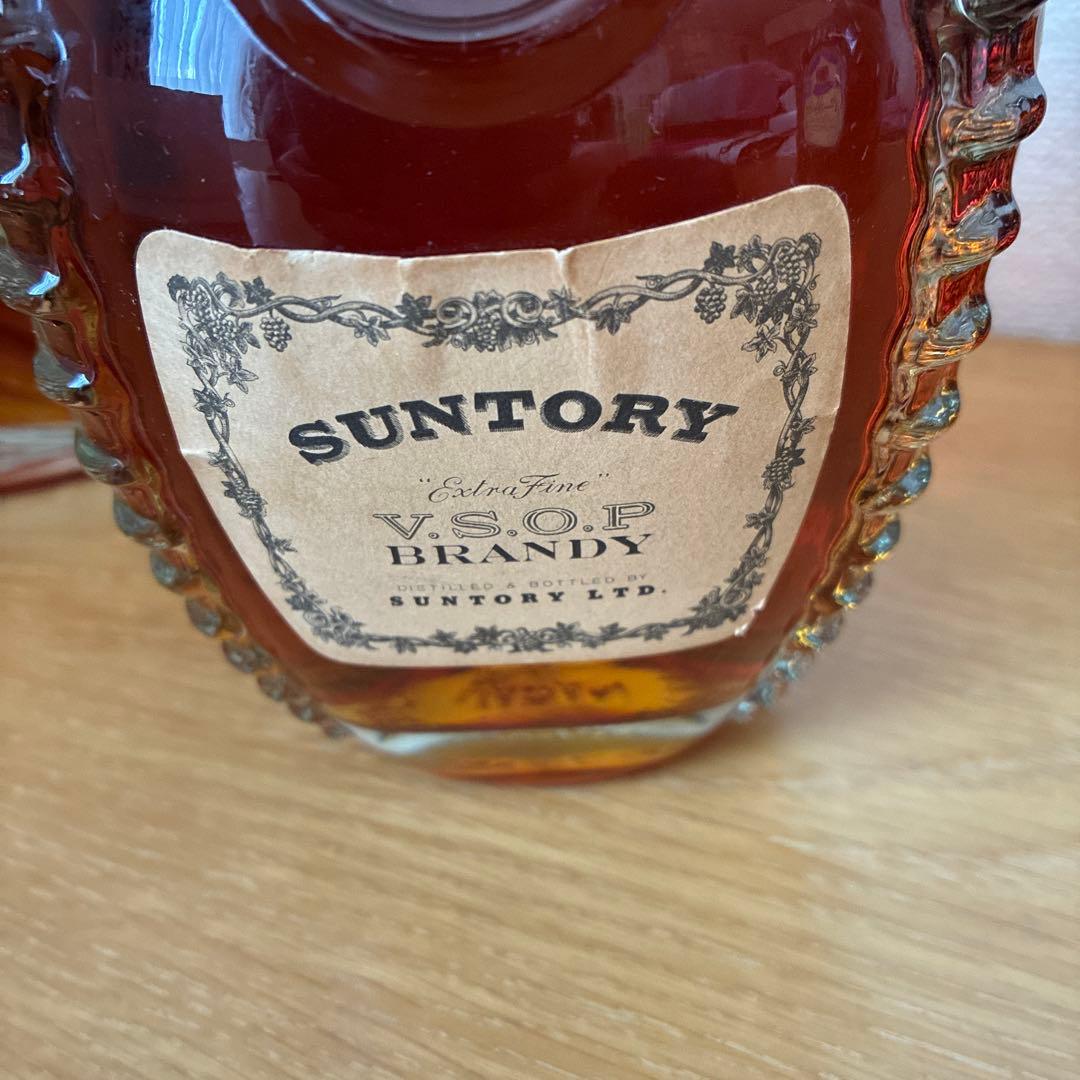 SUNTORY
"Extra Fine"
V.S.O.P
BRANDY
DISTILLED & BOTTLED BY
SUNTORY LTD.